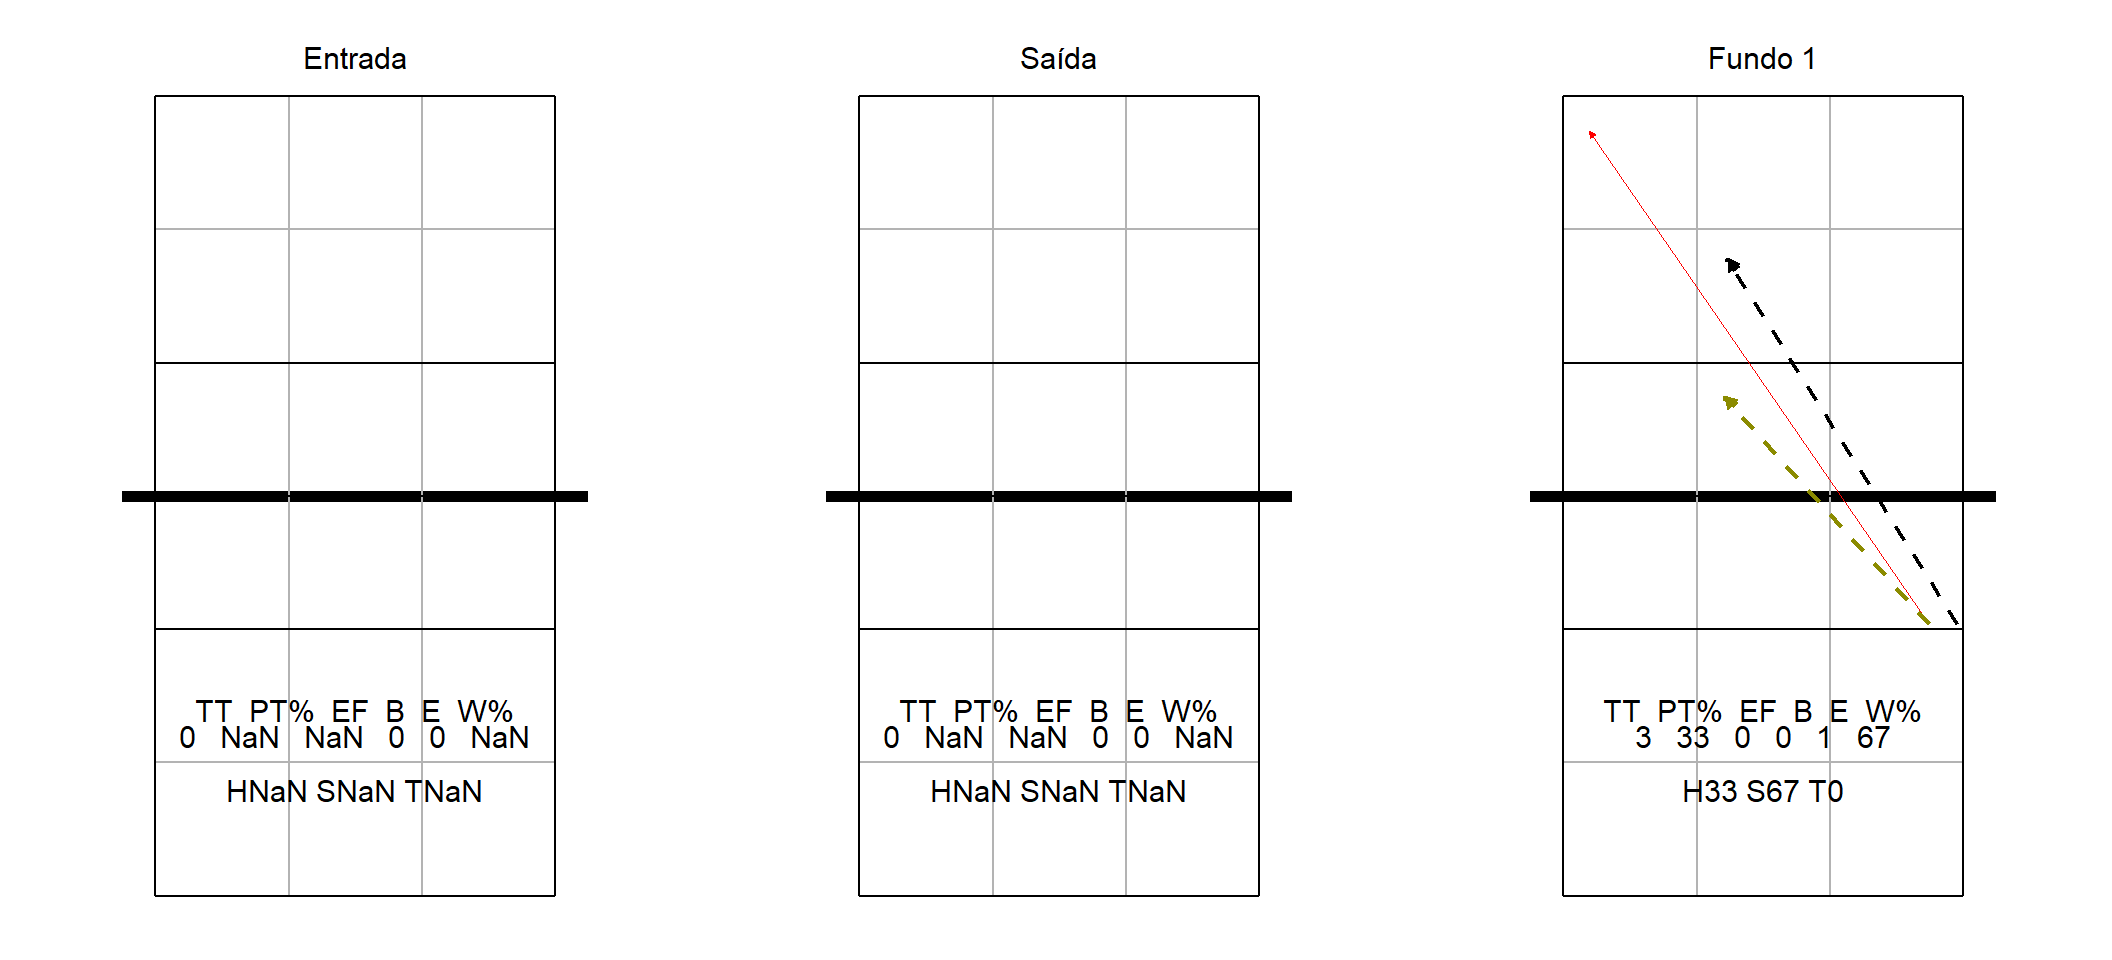 Entrada
TT PT% EF B E W%
0 NaN NaN 0 0 NaN
HNaN SNaN TNaN
Saída
TT PT% EF B E W%
0 NaN NaN 0 0 NaN
HNaN SNaN TNaN
Fundo 1
TT PT% EF B E W%
3 33 0 0 1 67
H33 S67 T0